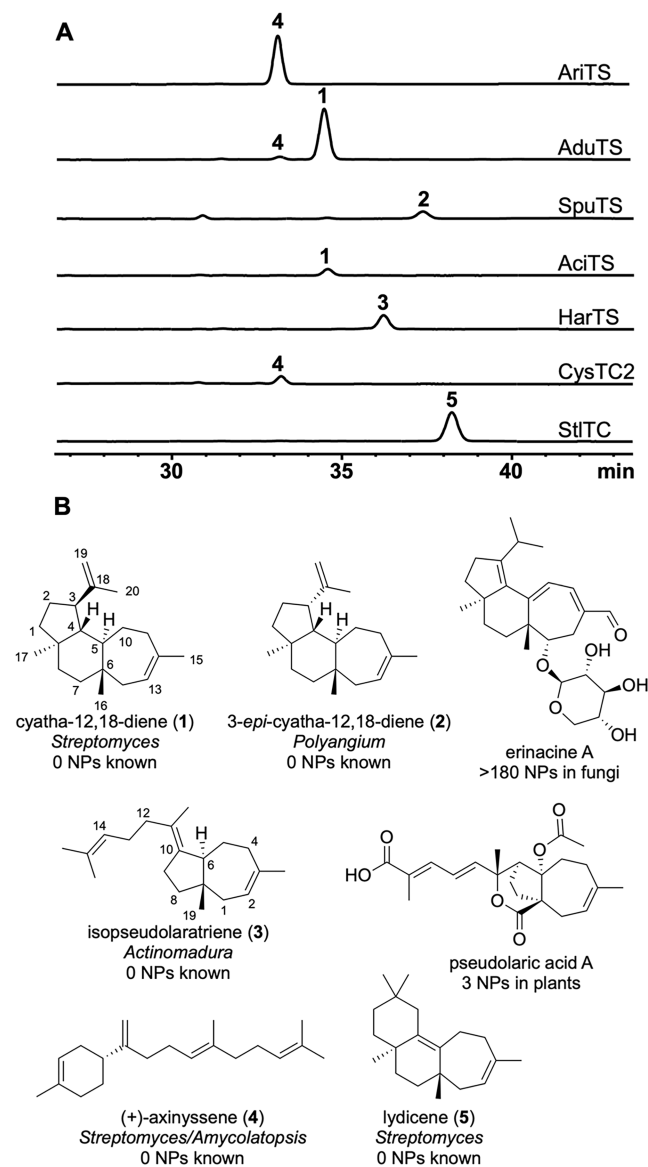 A
4
AriTS
1
4
AduTS
2
SpuTS
1
AciTS
3
HarTS
4
CysTC2
5
StlTC
30 35 40 min
B
19
18
20
2
3
H
4
H
1
10
5
17
6
15
7
13
16
cyatha-12,18-diene (1)
Streptomyces
0 NPs known
H
H
3-epi-cyatha-12,18-diene (2)
Polyangium
0 NPs known
O
O
OH
OH
O
OH
erinacine A
>180 NPs in fungi
12
14
H
4
10
6
8
2
19
1
isopseudolaratriene (3)
Actinomadura
0 NPs known
O
O
O
HO
O
O
pseudolaric acid A
3 NPs in plants
(+)-axinyssene (4)
Streptomyces/Amycolatopsis
0 NPs known
lydicene (5)
Streptomyces
0 NPs known